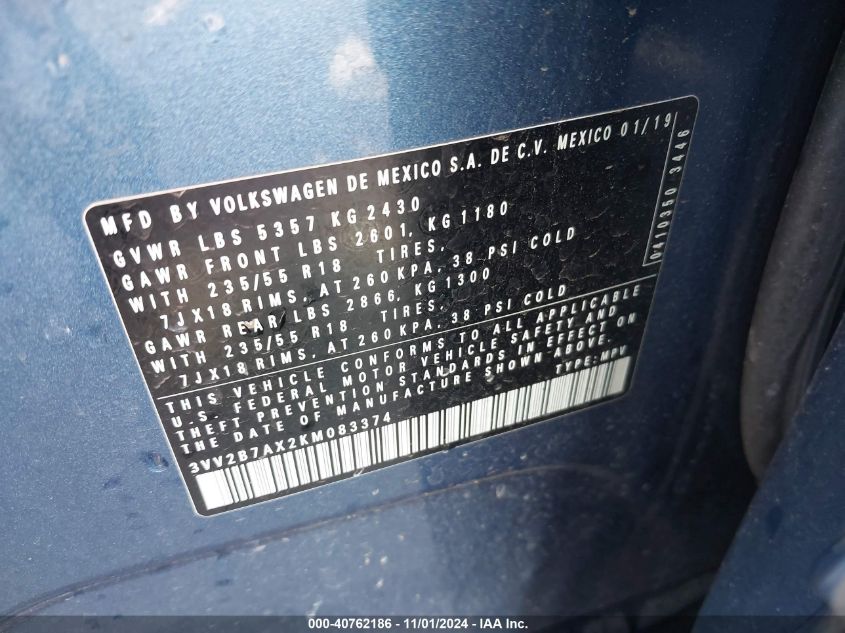 MFD BY VOLKSWAGEN DE MEXICO S.A. DE C.V. MEXICO 01/19
GVWR LBS 5357 KG 2430
GAWR FRONT LBS 2601, KG 1180
WITH 235/55 R18 TIRES,
7JX18 RIMS, AT 260 KPA, 38 PSI COLD
GAWR REAR LBS 2866, KG 1300
WITH 235/55 R18 TIRES,
7JX18 RIMS, AT 260 KPA, 38 PSI COLD
THIS VEHICLE CONFORMS TO ALL APPLICABLE
U.S. FEDERAL MOTOR VEHICLE SAFETY AND
THEFT PREVENTION STANDARDS IN EFFECT ON
THE DATE OF MANUFACTURE SHOWN ABOVE.
3VV2B7AX2KM083374 TYPE: MPV
0410350 3446
000-40762186 - 11/01/2024 - IAA Inc.